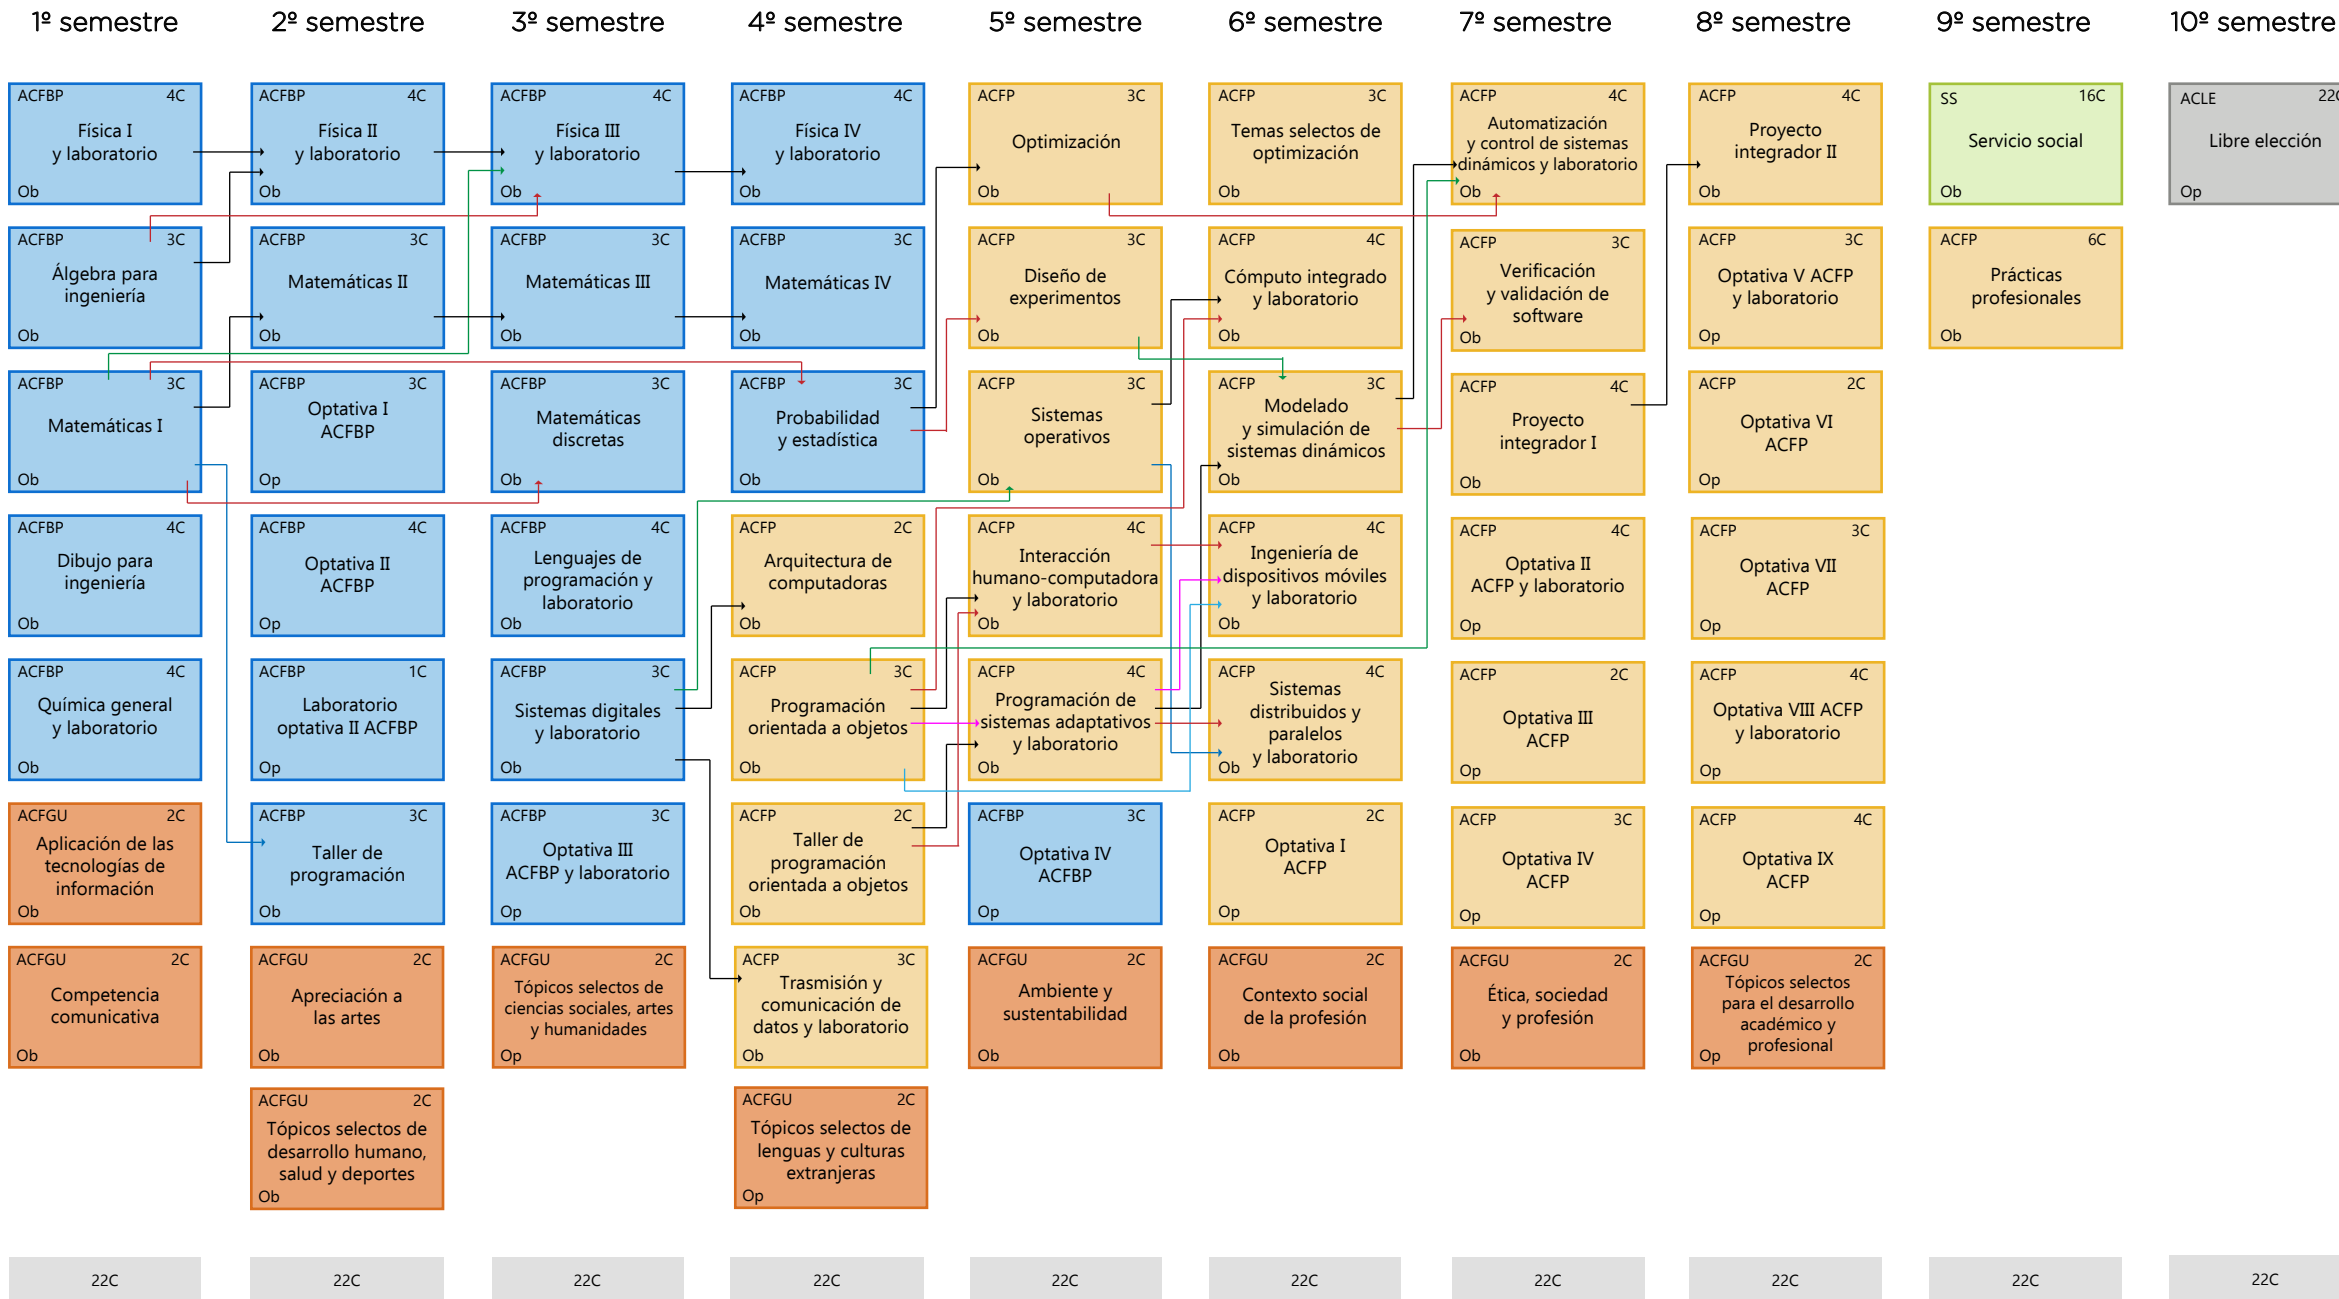 1º semestre
2º semestre
3º semestre
4º semestre
5º semestre
6º semestre
7º semestre
8º semestre
9º semestre
10º semestre
ACFBP 4C
Física I
y laboratorio
Ob
ACFBP 4C
Física II
y laboratorio
Ob
ACFBP 4C
Física III
y laboratorio
Ob
ACFBP 4C
Física IV
y laboratorio
Ob
ACFP 3C
Optimización
Ob
ACFP 3C
Temas selectos de
optimización
Ob
ACFP 4C
Automatización
y control de sistemas
dinámicos y laboratorio
Ob
ACFP 4C
Proyecto
integrador II
Ob
SS 16C
Servicio social
Ob
ACLE 22C
Libre elección
Op
ACFBP 3C
Álgebra para
ingeniería
Ob
ACFBP 3C
Matemáticas II
Ob
ACFBP 3C
Matemáticas III
Ob
ACFBP 3C
Matemáticas IV
Ob
ACFP 3C
Diseño de
experimentos
Ob
ACFP 4C
Cómputo integrado
y laboratorio
Ob
ACFP 3C
Verificación
y validación de
software
Ob
ACFP 3C
Optativa V ACFP
y laboratorio
Op
ACFP 6C
Prácticas
profesionales
Ob
ACFBP 3C
Matemáticas I
Ob
ACFBP 3C
Optativa I
ACFBP
Op
ACFBP 3C
Matemáticas
discretas
Ob
ACFBP 3C
Probabilidad
y estadística
Ob
ACFP 3C
Sistemas
operativos
Ob
ACFP 3C
Modelado
y simulación de
sistemas dinámicos
Ob
ACFP 4C
Proyecto
integrador I
Ob
ACFP 2C
Optativa VI
ACFP
Op
ACFBP 4C
Dibujo para
ingeniería
Ob
ACFBP 4C
Optativa II
ACFBP
Op
ACFBP 4C
Lenguajes de
programación y
laboratorio
Ob
ACFP 2C
Arquitectura de
computadoras
Ob
ACFP 4C
Interacción
humano-computadora
y laboratorio
Ob
ACFP 4C
Ingeniería de
dispositivos móviles
y laboratorio
Ob
ACFP 4C
Optativa II
ACFP y laboratorio
Op
ACFP 3C
Optativa VII
ACFP
Op
ACFBP 4C
Química general
y laboratorio
Ob
ACFBP 1C
Laboratorio
optativa II ACFBP
Op
ACFBP 3C
Sistemas digitales
y laboratorio
Ob
ACFP 3C
Programación
orientada a objetos
Ob
ACFP 4C
Programación de
sistemas adaptativos
y laboratorio
Ob
ACFP 4C
Sistemas
distribuidos y
paralelos
y laboratorio
Ob
ACFP 2C
Optativa III
ACFP
Op
ACFP 4C
Optativa VIII ACFP
y laboratorio
Op
ACFGU 2C
Aplicación de las
tecnologías de
información
Ob
ACFBP 3C
Taller de
programación
Ob
ACFBP 3C
Optativa III
ACFBP y laboratorio
Op
ACFP 2C
Taller de
programación
orientada a objetos
Ob
ACFBP 3C
Optativa IV
ACFBP
Op
ACFP 2C
Optativa I
ACFP
Op
ACFP 3C
Optativa IV
ACFP
Op
ACFP 4C
Optativa IX
ACFP
Op
ACFGU 2C
Competencia
comunicativa
Ob
ACFGU 2C
Apreciación a
las artes
Ob
ACFGU 2C
Tópicos selectos de
ciencias sociales, artes
y humanidades
Op
ACFP 3C
Trasmisión y
comunicación de
datos y laboratorio
Ob
ACFGU 2C
Ambiente y
sustentabilidad
Ob
ACFGU 2C
Contexto social
de la profesión
Ob
ACFGU 2C
Ética, sociedad
y profesión
Ob
ACFGU 2C
Tópicos selectos
para el desarrollo
académico y
profesional
Op
ACFGU 2C
Tópicos selectos de
desarrollo humano,
salud y deportes
Ob
ACFGU 2C
Tópicos selectos de
lenguas y culturas
extranjeras
Op
22C
22C
22C
22C
22C
22C
22C
22C
22C
22C